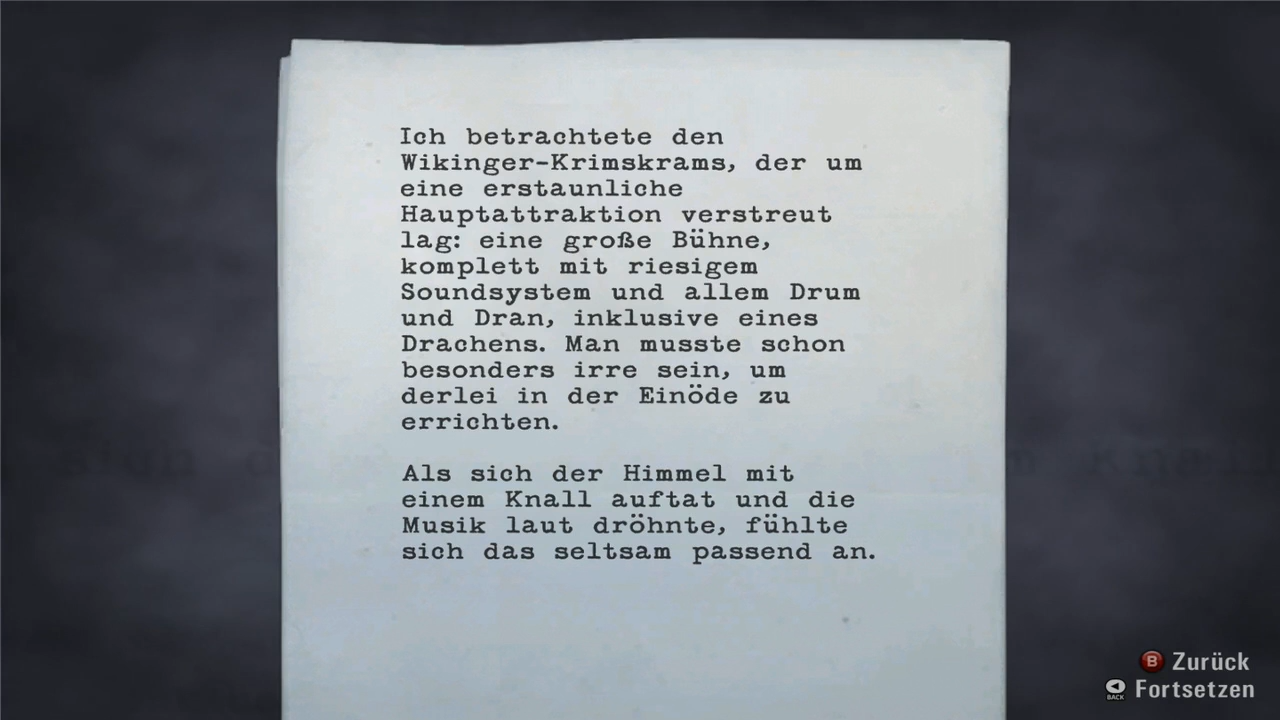 Ich betrachtete den
Wikinger-Krimskrams, der um
eine erstaunliche
Hauptattraktion verstreut
lag: eine große Bühne,
komplett mit riesigem
Soundsystem und allem Drum
und Dran, inklusive eines
Drachens. Man musste schon
besonders irre sein, um
derlei in der Einöde zu
errichten.
Als sich der Himmel mit
einem Knall auftat und die
Musik laut dröhnte, fühlte
sich das seltsam passend an.
B Zurück
BACK Fortsetzen